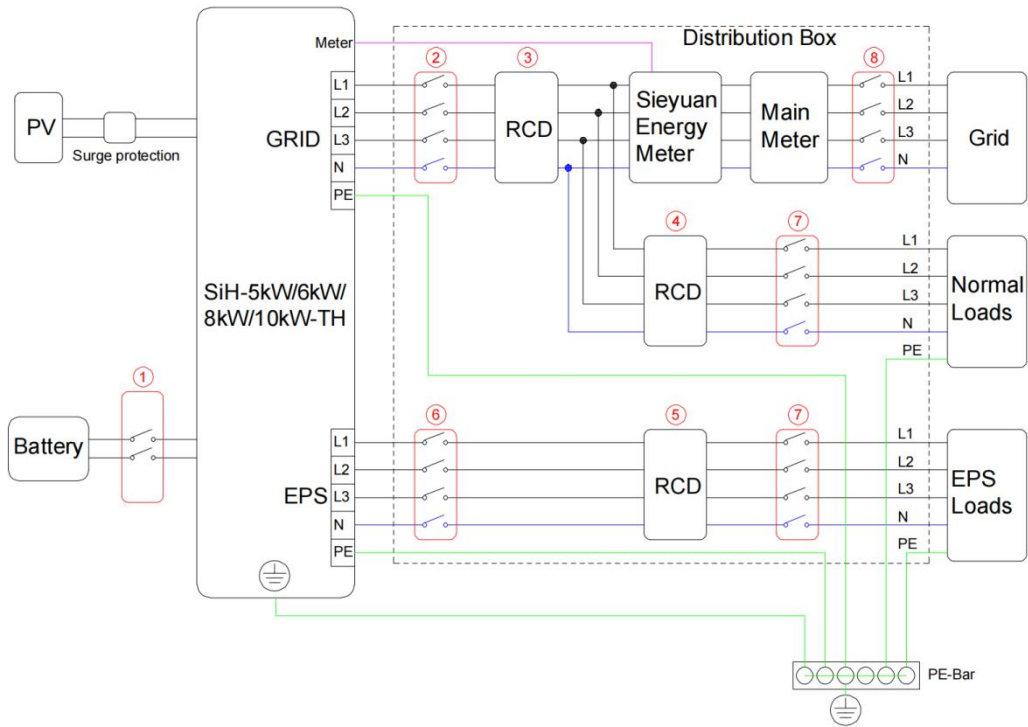 Distribution Box
Meter
②
③
⑧
L1
L2
L3
N
PE
GRID
RCD
Sieyuan
Energy
Meter
Main
Meter
L1
L2
L3
N
Grid
PV
Surge protection
④
⑦
RCD
L1
L2
L3
N
PE
Normal
Loads
SiH-5kW/6kW/
8kW/10kW-TH
①
Battery
⑥
⑤
⑦
L1
L2
L3
N
PE
EPS
RCD
L1
L2
L3
N
PE
EPS
Loads
PE-Bar